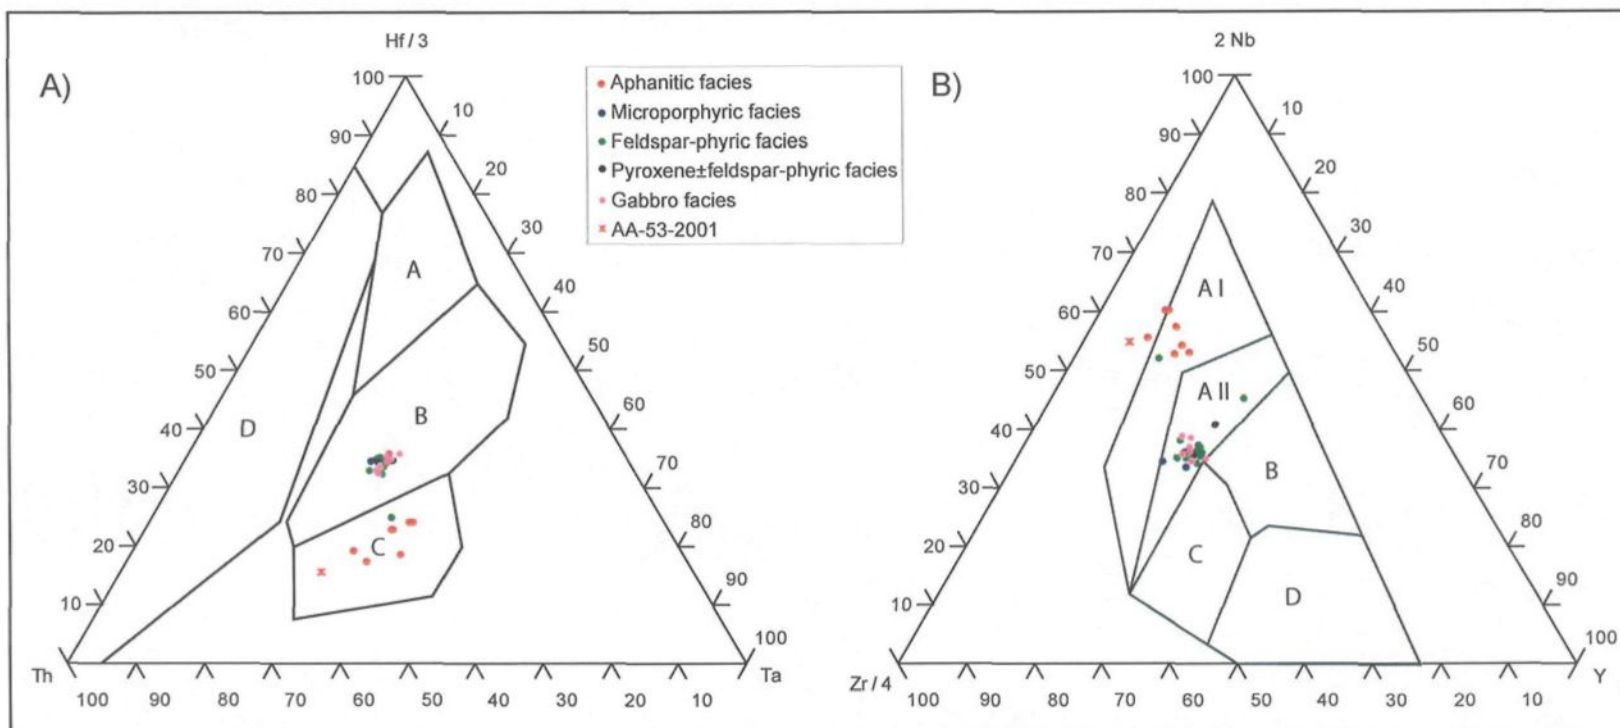 A)
Hf / 3
100
90
80
70
60
50
40
30
20
10
10
20
30
40
50
60
70
80
90
100
Th
Ta
100 90 80 70 60 50 40 30 20 10
A
B
C
D
Aphanitic facies
Microporphyric facies
Feldspar-phyric facies
Pyroxene±feldspar-phyric facies
Gabbro facies
AA-53-2001
B)
2 Nb
100
90
80
70
60
50
40
30
20
10
10
20
30
40
50
60
70
80
90
100
Zr / 4
Y
100 90 80 70 60 50 40 30 20 10
A I
A II
B
C
D